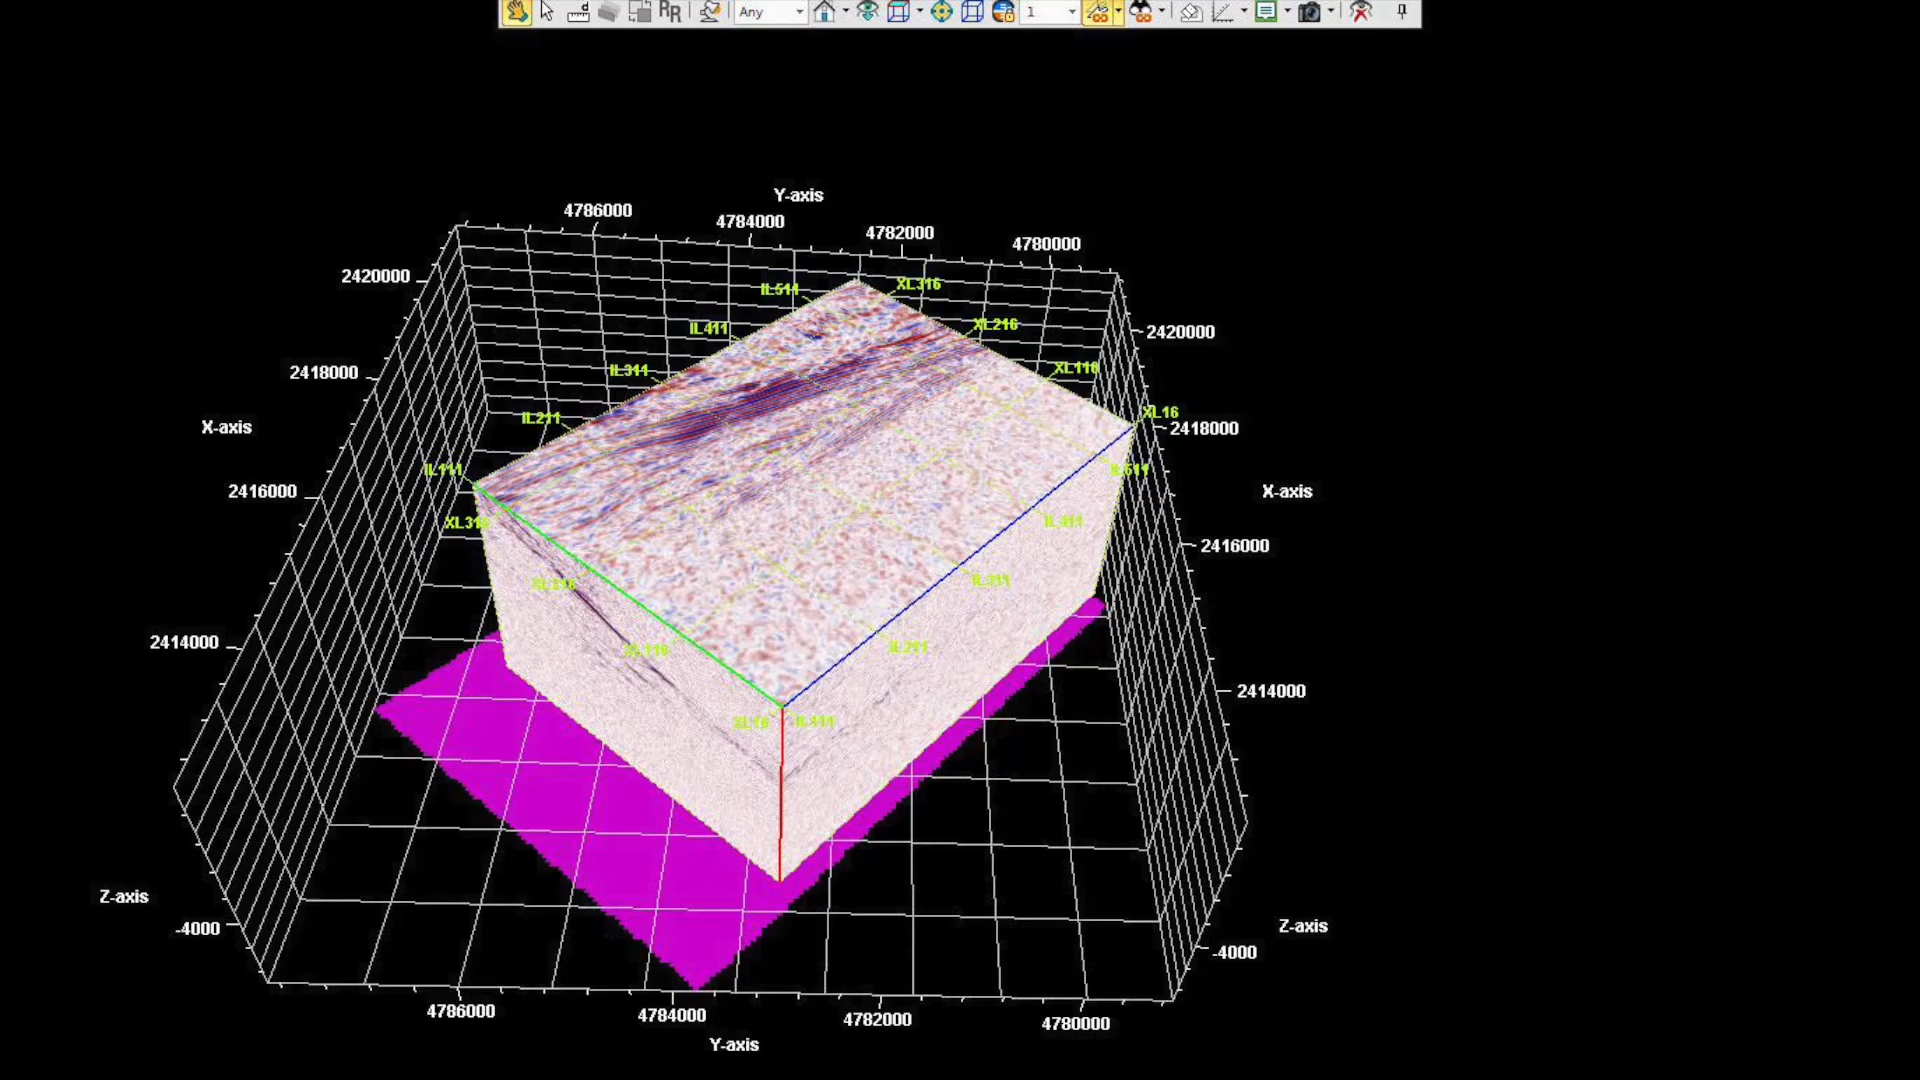 d
RR
Any
1
Y-axis
4786000
4784000
4782000
4780000
2420000
IL511
XL316
IL411
XL216
2420000
2418000
IL311
XL116
IL211
XL16
X-axis
2418000
IL111
2416000
X-axis
XL316
IL411
2416000
IL311
XL216
2414000
XL116
IL211
2414000
XL16
Z-axis
-4000
Z-axis
-4000
4786000
4784000
4782000
4780000
Y-axis